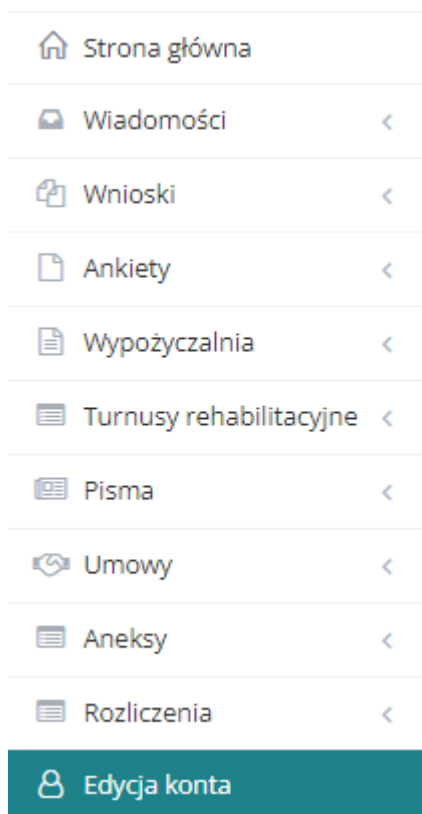 Strona główna
Wiadomości
Wnioski
Ankiety
Wypożyczalnia
Turnusy rehabilitacyjne
Pisma
Umowy
Aneksy
Rozliczenia
Edycja konta